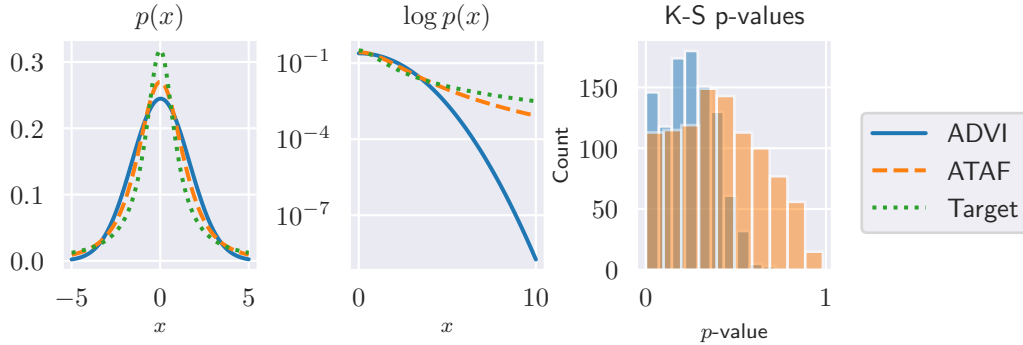 p(x)
0.3
0.2
0.1
0.0
−5
0
5
x
log p(x)
10⁻¹
10⁻⁴
10⁻⁷
0
10
x
K-S p-values
Count
150
100
50
0
0
1
p-value
ADVI
ATAF
Target